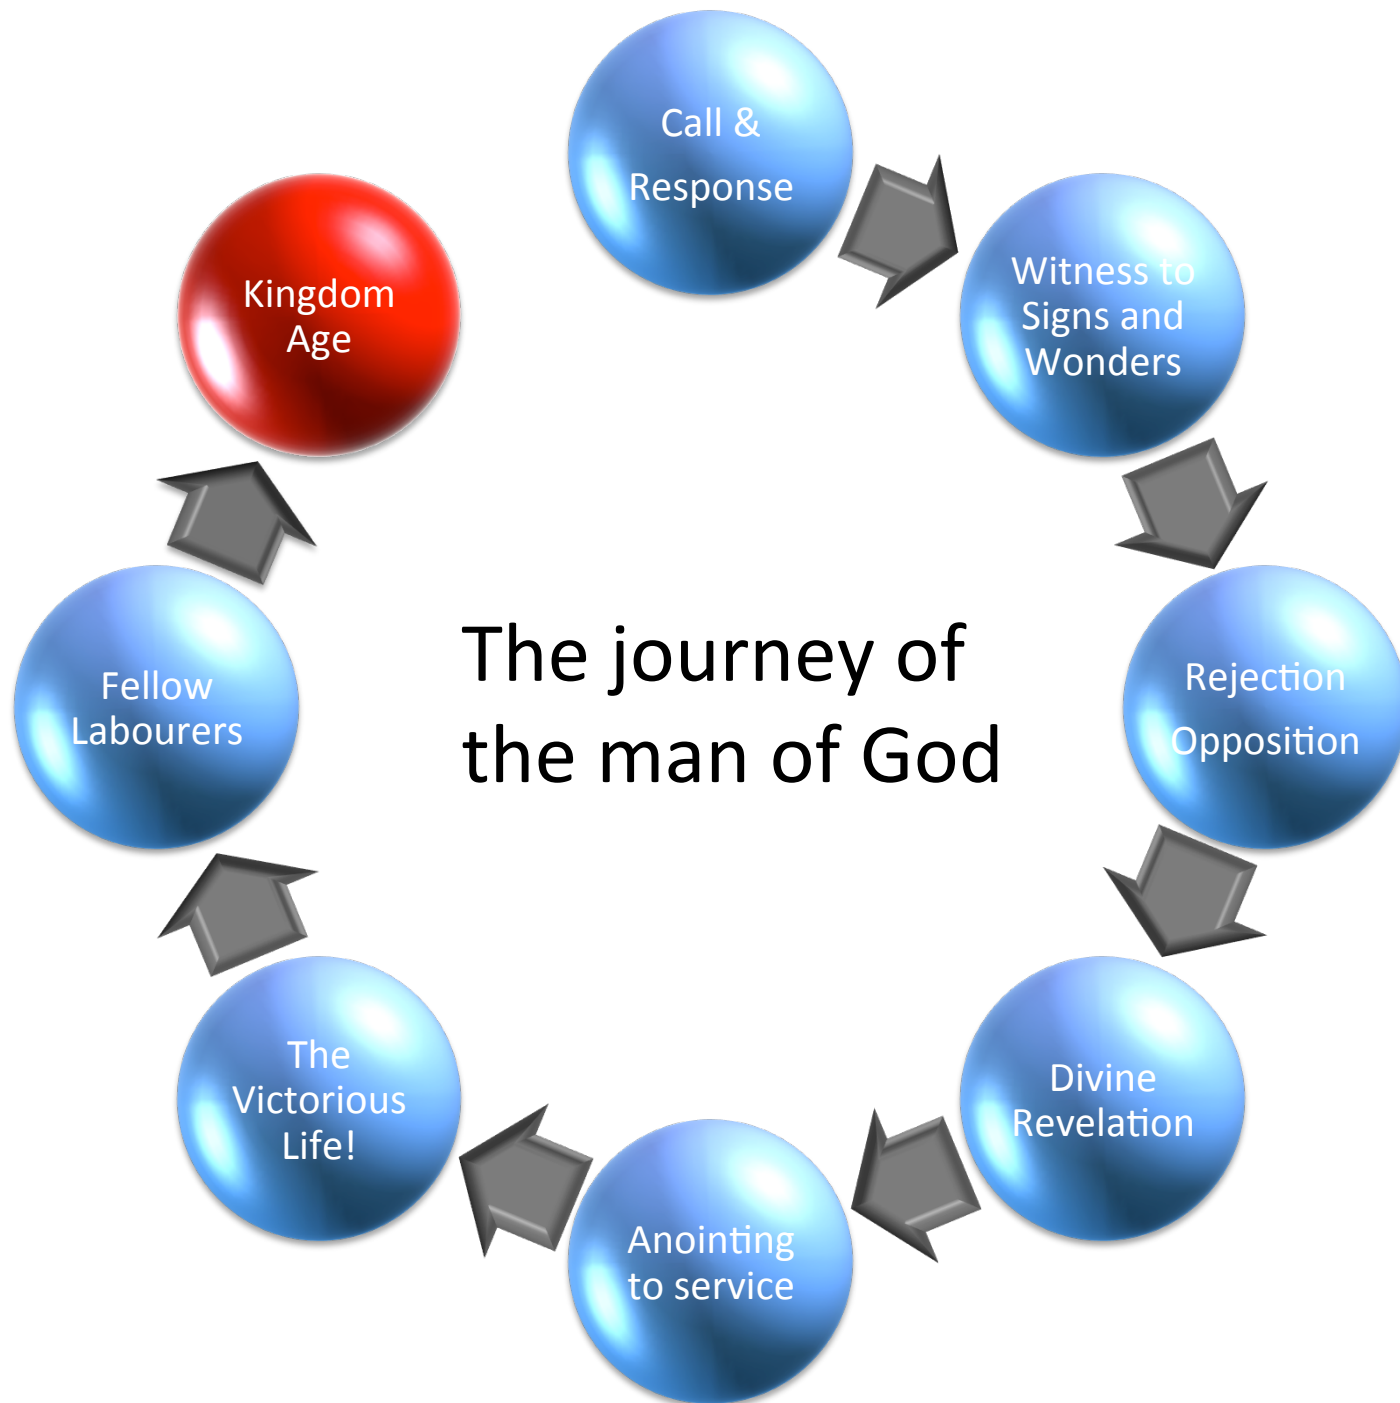 Call &
Response
Witness to
Signs and
Wonders
Rejection
Opposition
Divine
Revelation
Anointing
to service
The
Victorious
Life!
Fellow
Labourers
Kingdom
Age
The journey of
the man of God